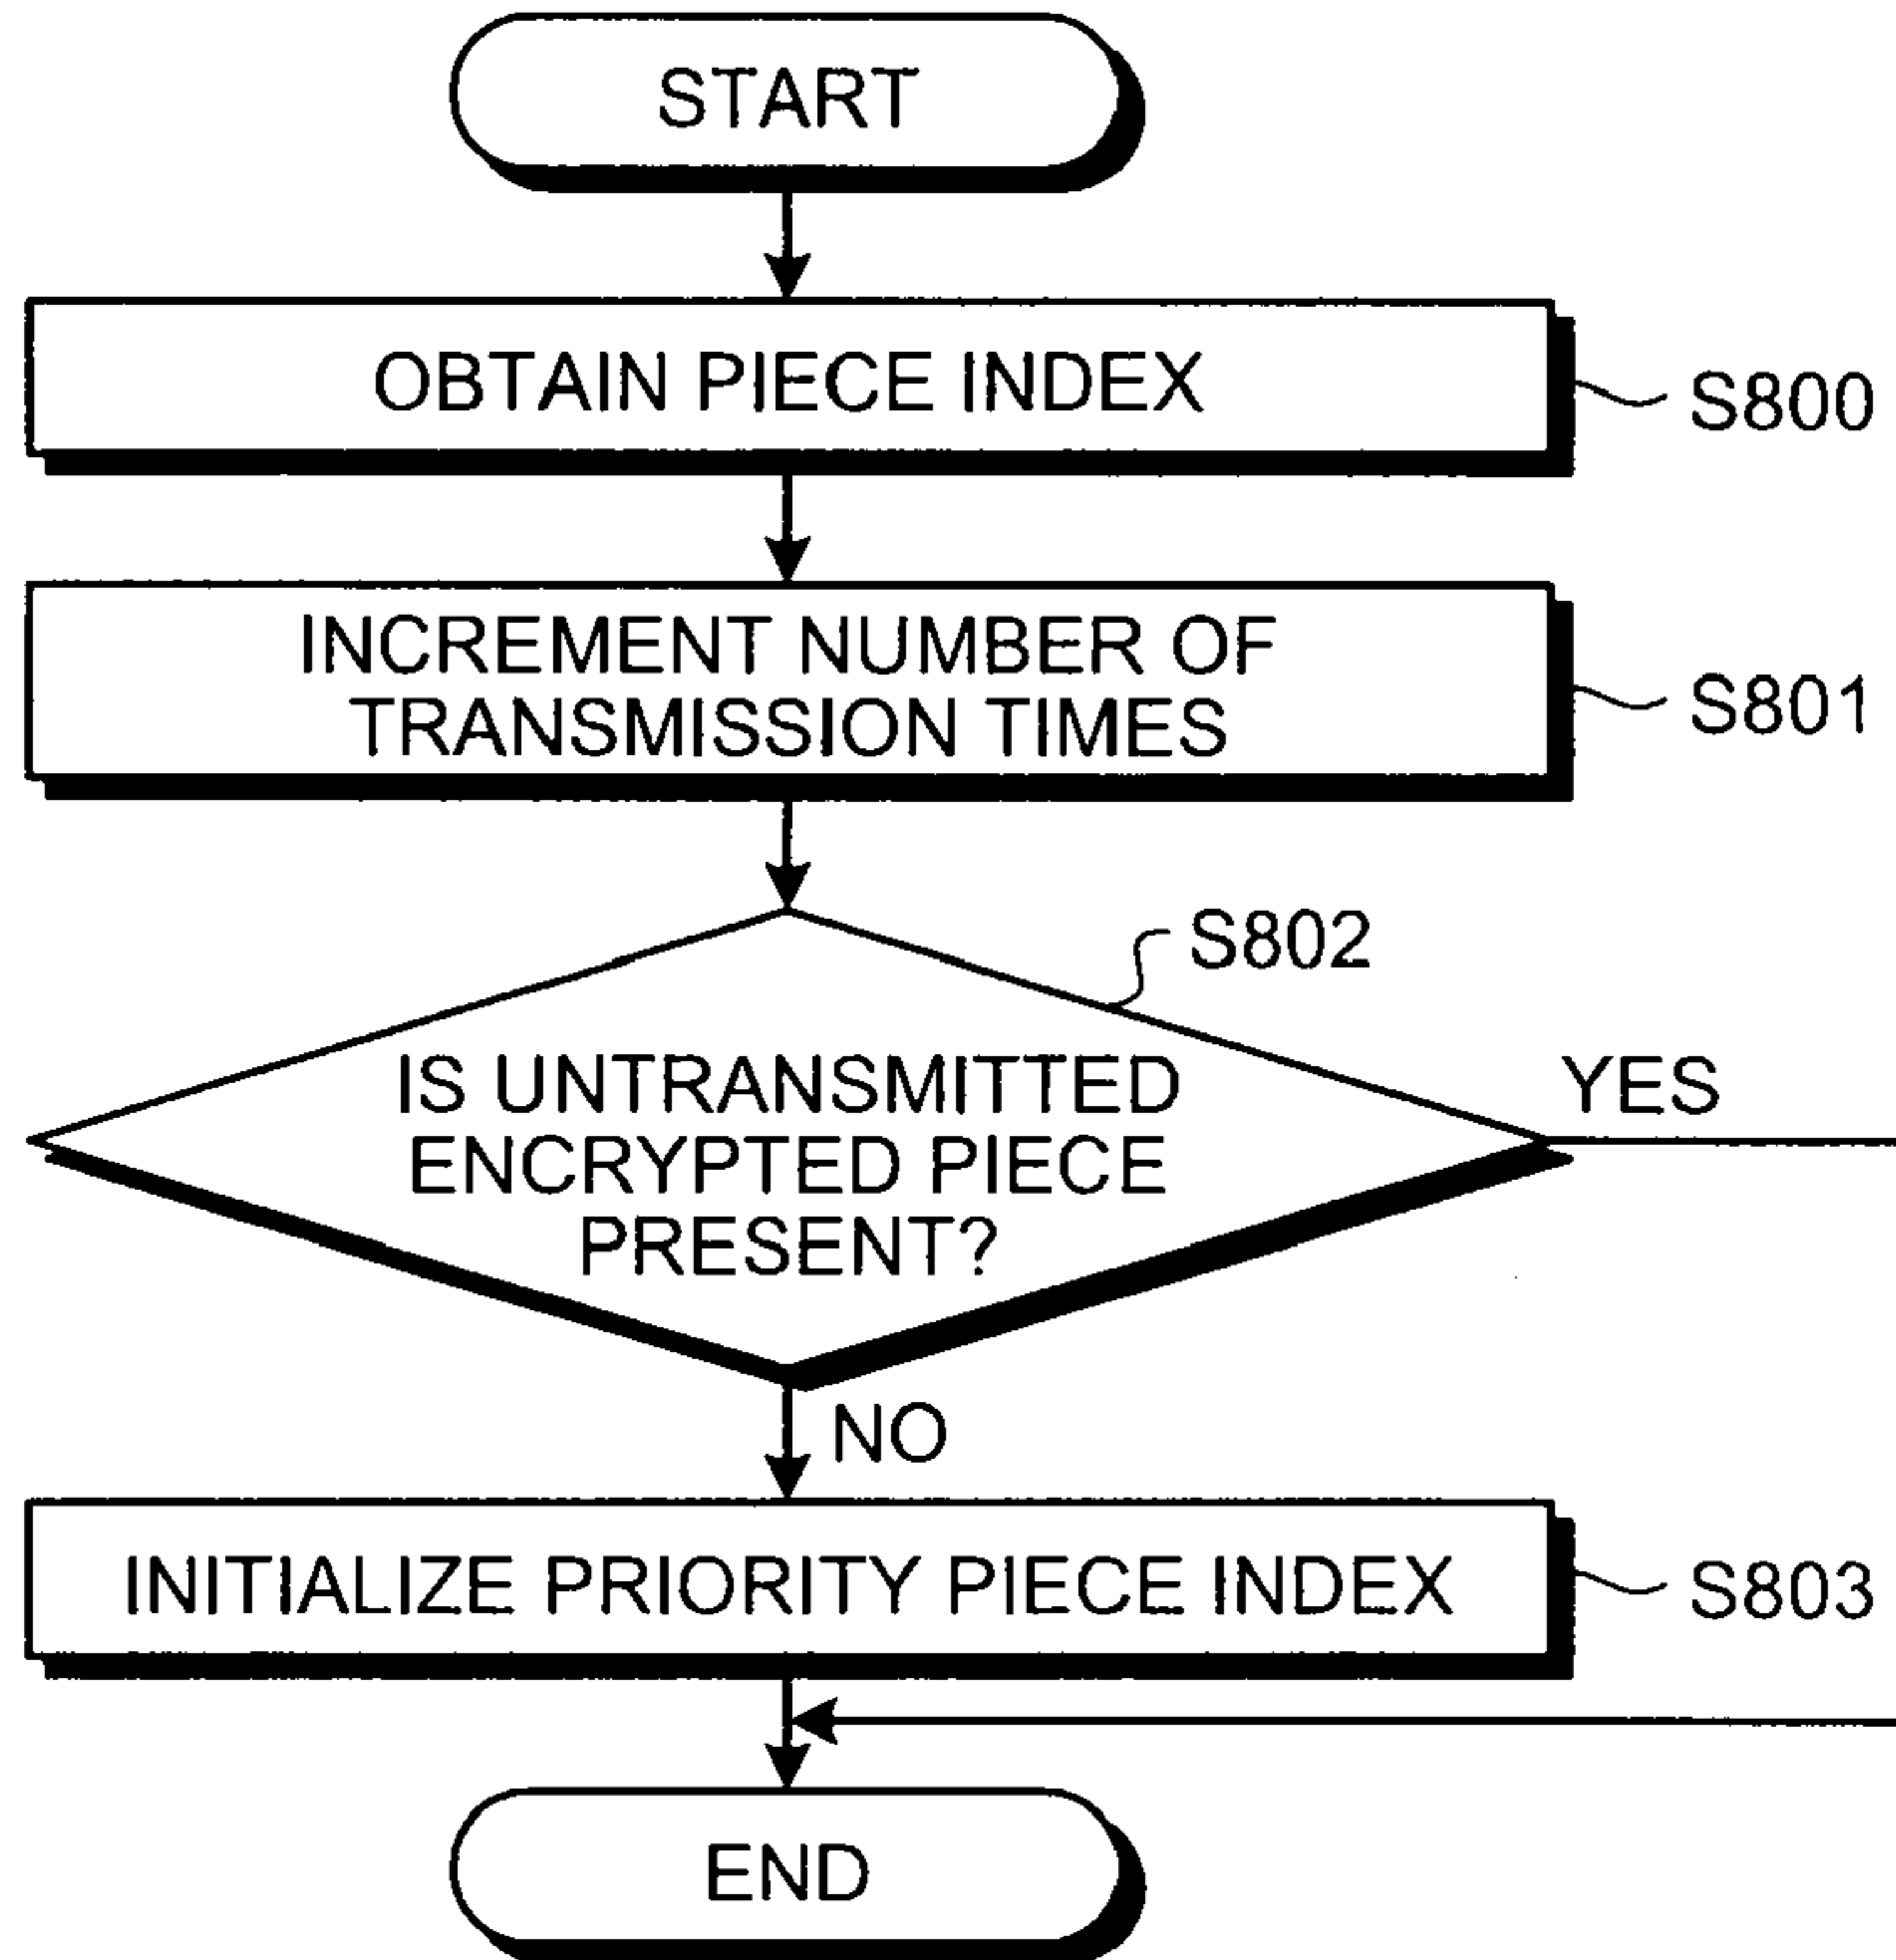 START
OBTAIN PIECE INDEX
S800
INCREMENT NUMBER OF
TRANSMISSION TIMES
S801
S802
IS UNTRANSMITTED
ENCRYPTED PIECE
PRESENT?
YES
NO
INITIALIZE PRIORITY PIECE INDEX
S803
END